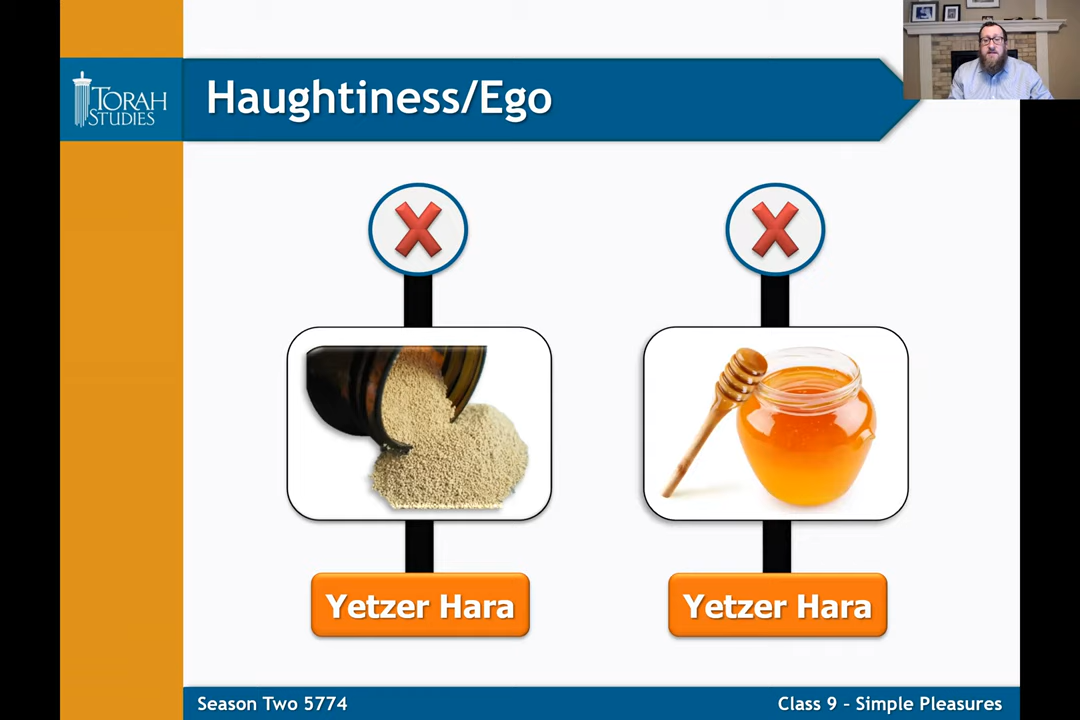 TORAH
STUDIES
Haughtiness/Ego
Yetzer Hara
Yetzer Hara
Season Two 5774
Class 9 – Simple Pleasures